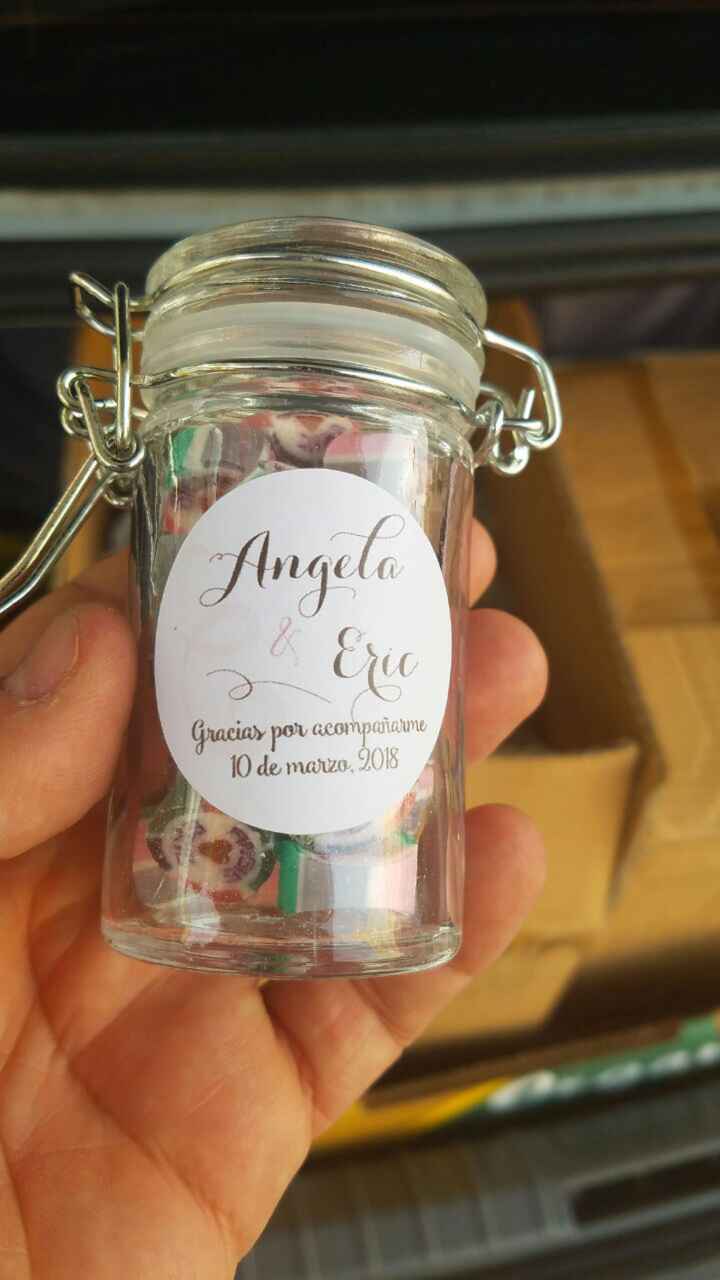 Angela
&
Eric
Gracias por acompañarme
10 de marzo, 2018